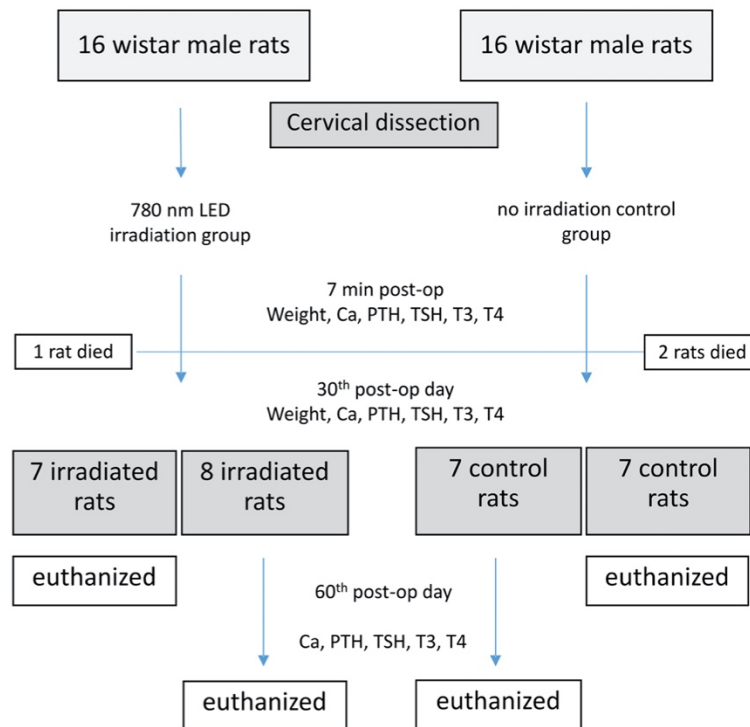 16 wistar male rats
16 wistar male rats
Cervical dissection
780 nm LED
irradiation group
no irradiation control
group
7 min post-op
Weight, Ca, PTH, TSH, T3, T4
1 rat died
2 rats died
30th post-op day
Weight, Ca, PTH, TSH, T3, T4
7 irradiated
rats
8 irradiated
rats
7 control
rats
7 control
rats
euthanized
euthanized
60th post-op day
Ca, PTH, TSH, T3, T4
euthanized
euthanized